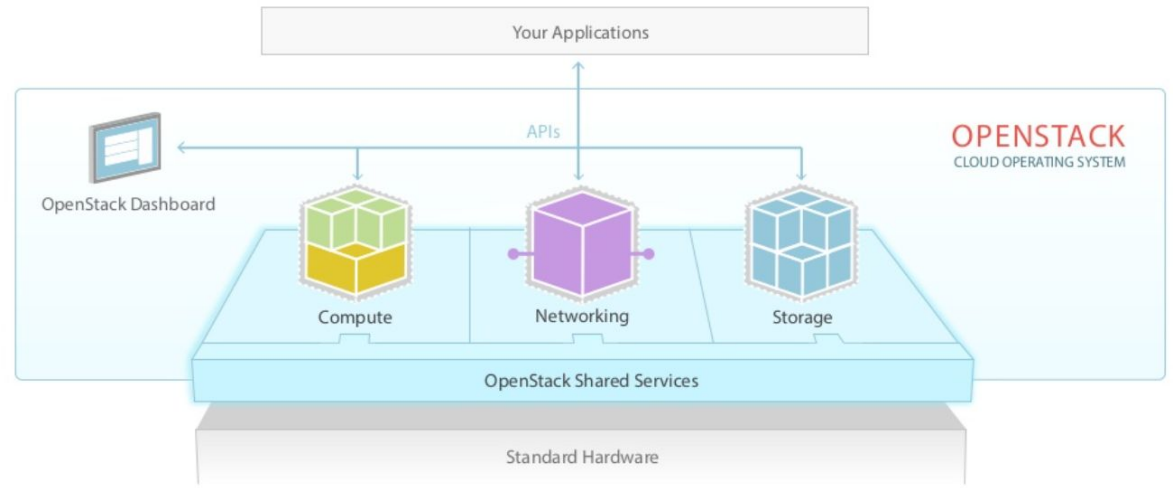 Your Applications
APIs
OPENSTACK
CLOUD OPERATING SYSTEM
OpenStack Dashboard
Compute
Networking
Storage
OpenStack Shared Services
Standard Hardware